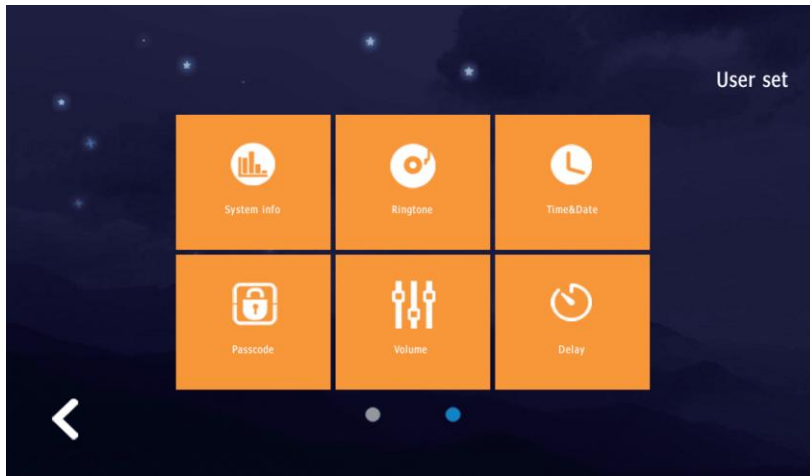 User set
System info
Ringtone
Time&Date
Passcode
Volume
Delay